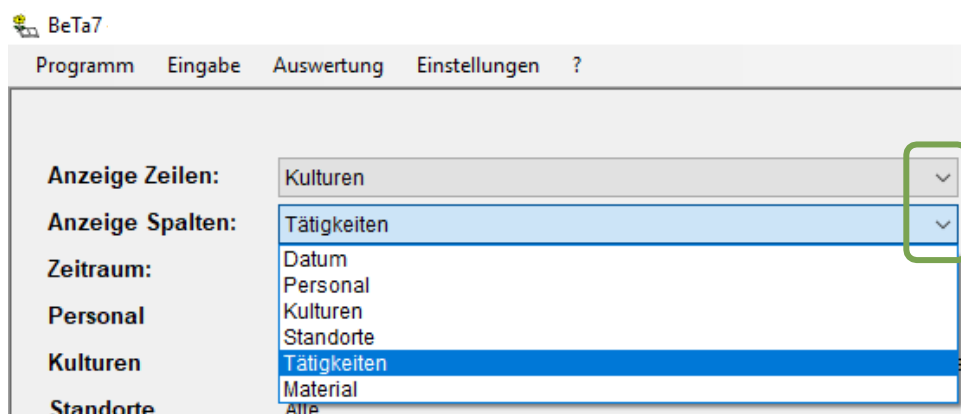 BeTa7
Programm Eingabe Auswertung Einstellungen ?
Anzeige Zeilen: Kulturen
Anzeige Spalten: Tätigkeiten
Datum
Zeitraum:
Personal
Kulturen
Personal
Standorte
Kulturen Tätigkeiten
Material
Standorte Alle